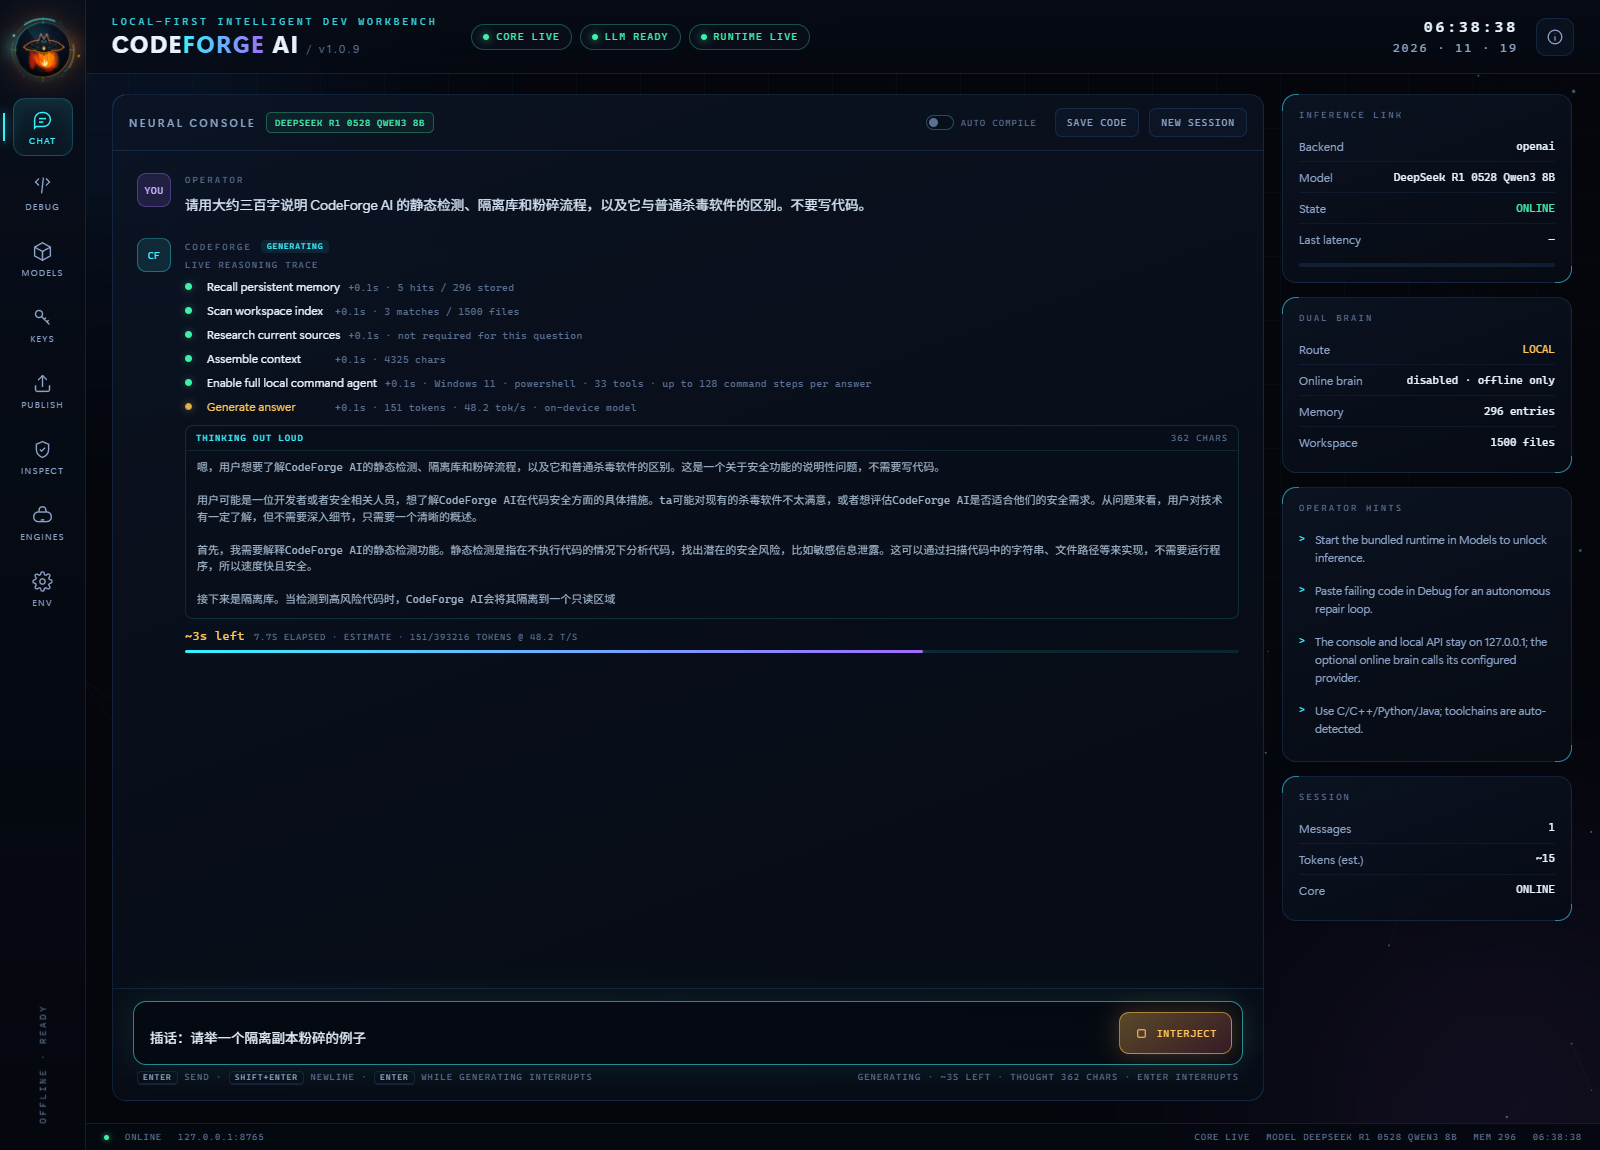 LOCAL-FIRST INTELLIGENT DEV WORKBENCH
CODEFORGE AI / v1.0.9
CORE LIVE
LLM READY
RUNTIME LIVE
06:38:38
2026 · 11 · 19
CHAT
DEBUG
MODELS
KEYS
PUBLISH
INSPECT
ENGINES
ENV
OFFLINE · READY
NEURAL CONSOLE
DEEPSEEK R1 0528 QWEN3 8B
AUTO COMPILE
SAVE CODE
NEW SESSION
YOU
OPERATOR
请用大约三百字说明 CodeForge AI 的静态检测、隔离库和粉碎流程，以及它与普通杀毒软件的区别。不要写代码。
CF
CODEFORGE GENERATING
LIVE REASONING TRACE
Recall persistent memory +0.1s · 5 hits / 296 stored
Scan workspace index +0.1s · 3 matches / 1500 files
Research current sources +0.1s · not required for this question
Assemble context +0.1s · 4325 chars
Enable full local command agent +0.1s · Windows 11 · powershell · 33 tools · up to 128 command steps per answer
Generate answer +0.1s · 151 tokens · 48.2 tok/s · on-device model
THINKING OUT LOUD 362 CHARS
嗯，用户想要了解CodeForge AI的静态检测、隔离库和粉碎流程，以及它和普通杀毒软件的区别。这是一个关于安全功能的说明性问题，不需要写代码。
用户可能是一位开发者或者安全相关人员，想了解CodeForge AI在代码安全方面的具体措施。ta可能对现有的杀毒软件不太满意，或者想评估CodeForge AI是否适合他们的安全需求。从问题来看，用户对技术
有一定了解，但不需要深入细节，只需要一个清晰的概述。
首先，我需要解释CodeForge AI的静态检测功能。静态检测是指在不执行代码的情况下分析代码，找出潜在的安全风险，比如敏感信息泄露。这可以通过扫描代码中的字符串、文件路径等来实现，不需要运行程
序，所以速度快且安全。
接下来是隔离库。当检测到高风险代码时，CodeForge AI会将其隔离到一个只读区域
~3s left 7.7S ELAPSED · ESTIMATE · 151/393216 TOKENS @ 48.2 T/S
插话：请举一个隔离副本粉碎的例子
INTERJECT
ENTER SEND · SHIFT+ENTER NEWLINE · ENTER WHILE GENERATING INTERRUPTS
GENERATING · ~3S LEFT · THOUGHT 362 CHARS · ENTER INTERRUPTS
INFERENCE LINK
Backend openai
Model DeepSeek R1 0528 Qwen3 8B
State ONLINE
Last latency —
DUAL BRAIN
Route LOCAL
Online brain disabled · offline only
Memory 296 entries
Workspace 1500 files
OPERATOR HINTS
> Start the bundled runtime in Models to unlock
inference.
> Paste failing code in Debug for an autonomous
repair loop.
> The console and local API stay on 127.0.0.1; the
optional online brain calls its configured
provider.
> Use C/C++/Python/Java; toolchains are auto-
detected.
SESSION
Messages 1
Tokens (est.) ~15
Core ONLINE
ONLINE 127.0.0.1:8765
CORE LIVE MODEL DEEPSEEK R1 0528 QWEN3 8B MEM 296 06:38:38